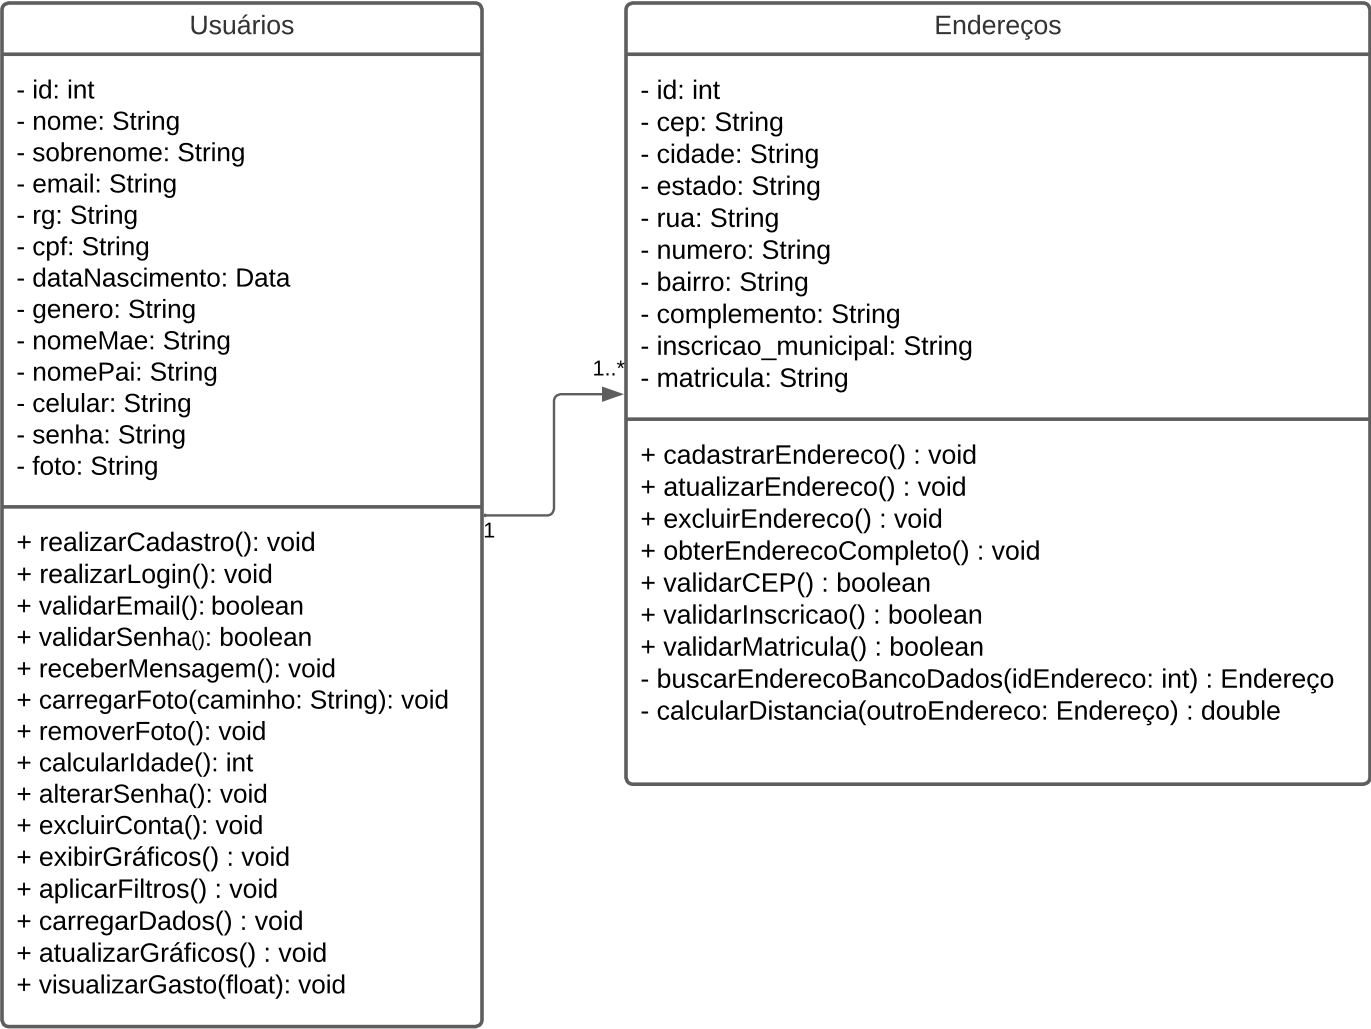 Usuários
- id: int
- nome: String
- sobrenome: String
- email: String
- rg: String
- cpf: String
- dataNascimento: Data
- genero: String
- nomeMae: String
- nomePai: String
- celular: String
- senha: String
- foto: String
+ realizarCadastro(): void
+ realizarLogin(): void
+ validarEmail(): boolean
+ validarSenha(): boolean
+ receberMensagem(): void
+ carregarFoto(caminho: String): void
+ removerFoto(): void
+ calcularIdade(): int
+ alterarSenha(): void
+ excluirConta(): void
+ exibirGráficos() : void
+ aplicarFiltros() : void
+ carregarDados() : void
+ atualizarGráficos() : void
+ visualizarGasto(float): void
1
1..*
Endereços
- id: int
- cep: String
- cidade: String
- estado: String
- rua: String
- numero: String
- bairro: String
- complemento: String
- inscricao_municipal: String
- matricula: String
+ cadastrarEndereco() : void
+ atualizarEndereco() : void
+ excluirEndereco() : void
+ obterEnderecoCompleto() : void
+ validarCEP() : boolean
+ validarInscricao() : boolean
+ validarMatricula() : boolean
- buscarEnderecoBancoDados(idEndereco: int) : Endereço
- calcularDistancia(outroEndereco: Endereço) : double